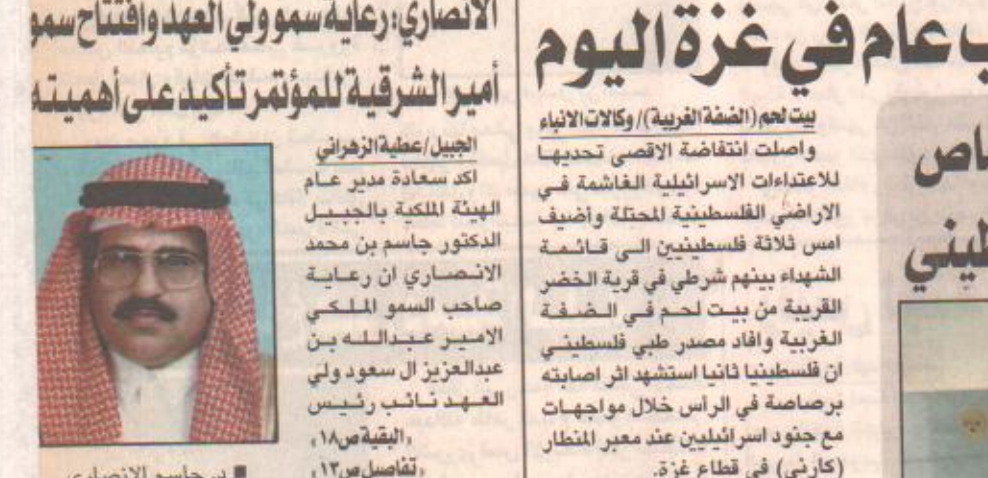 الانصاري: رعاية سمو ولي العهد وافتتاح سمو
أمير الشرقية للمؤتمر تأكيد على أهميته
الجبيل/عطية الزهراني
اكد سعادة مدير عام
الهيئة الملكية بالجبيل
الدكتور جاسم بن محمد
الانصاري ان رعاية
صاحب السمو الملكي
الامير عبدالله بن
عبدالعزيز ال سعود ولي
العهد نائب رئيس
«البقية ص١٨»
«تفاصيل ص١٣»
د. جاسم الانصاري
عام في غزة اليوم
بيت لحم (الضفة الغربية)/ وكالات الانباء
واصلت انتفاضة الاقصى تحديها
للاعتداءات الاسرائيلية الغاشمة في
الاراضي الفلسطينية المحتلة وأضيف
امس ثلاثة فلسطينيين الى قائمة
الشهداء بينهم شرطي في قرية الخضر
القريبة من بيت لحم في الضفة
الغربية وافاد مصدر طبي فلسطيني
ان فلسطينيا ثانيا استشهد اثر اصابته
برصاصة في الرأس خلال مواجهات
مع جنود اسرائيليين عند معبر المنطار
(كارني) في قطاع غزة.